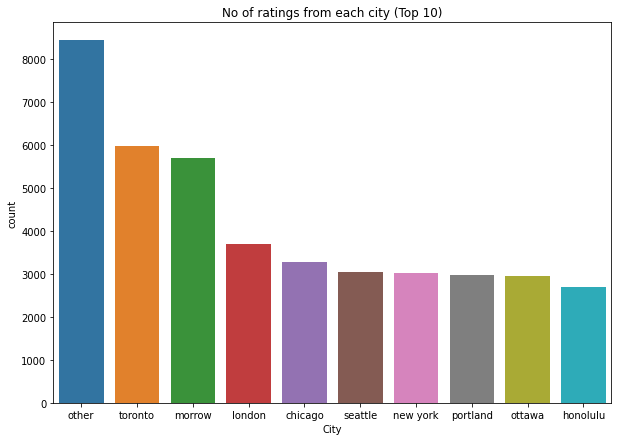 No of ratings from each city (Top 10)
8000
7000
6000
5000
4000
3000
2000
1000
0
count
other toronto morrow london chicago seattle new york portland ottawa honolulu
City